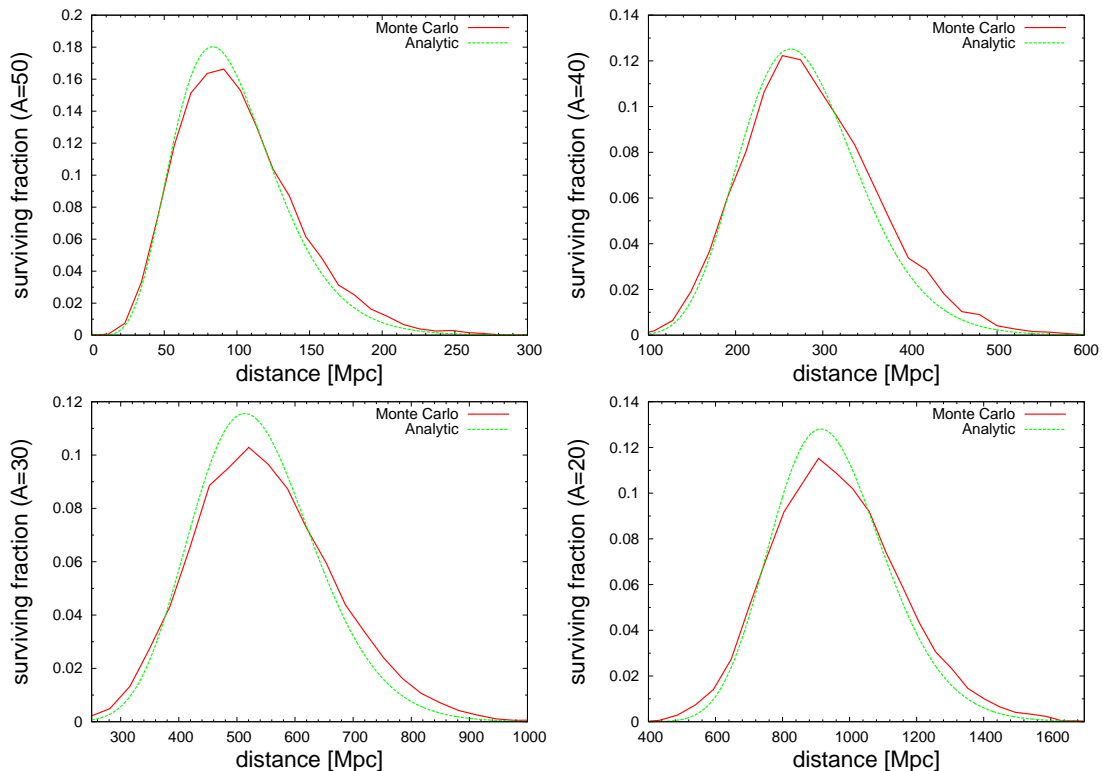 surviving fraction (A=50)
0.2
0.18
0.16
0.14
0.12
0.1
0.08
0.06
0.04
0.02
0
Monte Carlo
Analytic
0 50 100 150 200 250 300
distance [Mpc]
surviving fraction (A=40)
0.14
0.12
0.1
0.08
0.06
0.04
0.02
0
Monte Carlo
Analytic
100 200 300 400 500 600
distance [Mpc]
surviving fraction (A=30)
0.12
0.1
0.08
0.06
0.04
0.02
0
Monte Carlo
Analytic
300 400 500 600 700 800 900 1000
distance [Mpc]
surviving fraction (A=20)
0.14
0.12
0.1
0.08
0.06
0.04
0.02
0
Monte Carlo
Analytic
400 600 800 1000 1200 1400 1600
distance [Mpc]